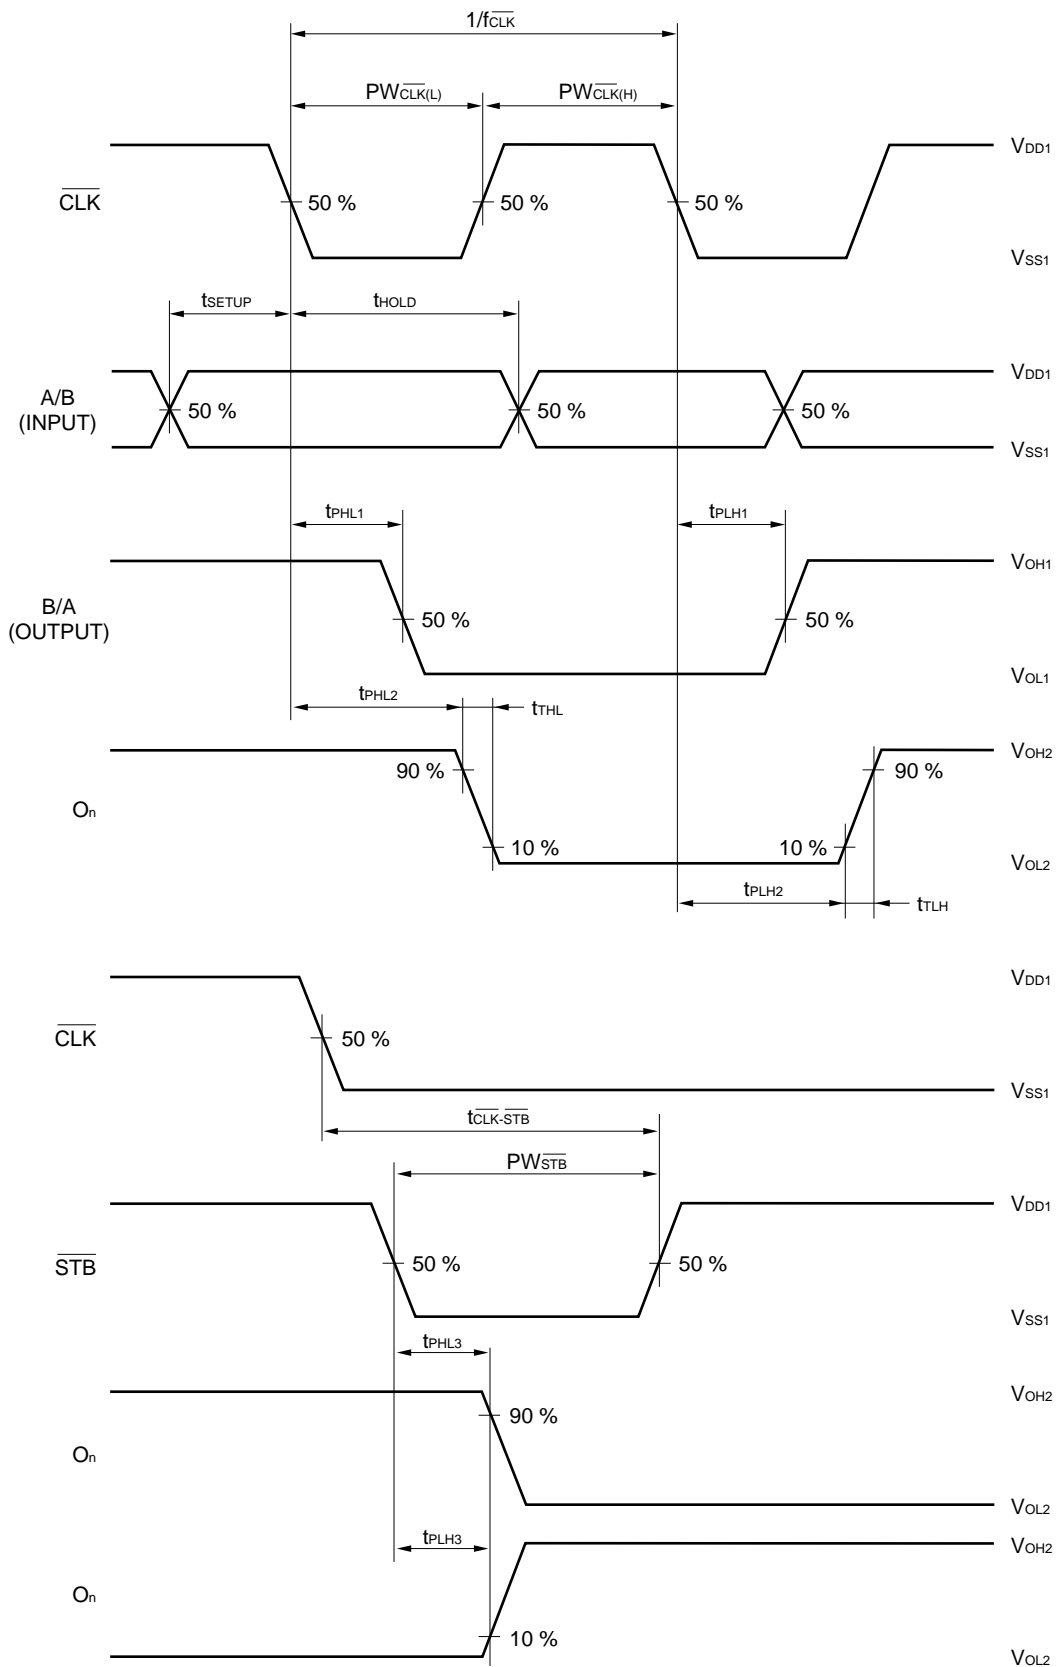 1/fCLK
PWCLK(L)
PWCLK(H)
VDD1
CLK
50 %
50 %
50 %
VSS1
tSETUP
tHOLD
VDD1
A/B
(INPUT)
50 %
50 %
50 %
VSS1
tPHL1
tPLH1
VOH1
B/A
(OUTPUT)
50 %
50 %
VOL1
tPHL2
tTHL
VOH2
90 %
90 %
On
10 %
10 %
VOL2
tPLH2
tTLH
VDD1
CLK
50 %
VSS1
tCLK-STB
PWSTB
VDD1
STB
50 %
50 %
VSS1
tPHL3
VOH2
90 %
On
VOL2
tPLH3
VOH2
On
10 %
VOL2